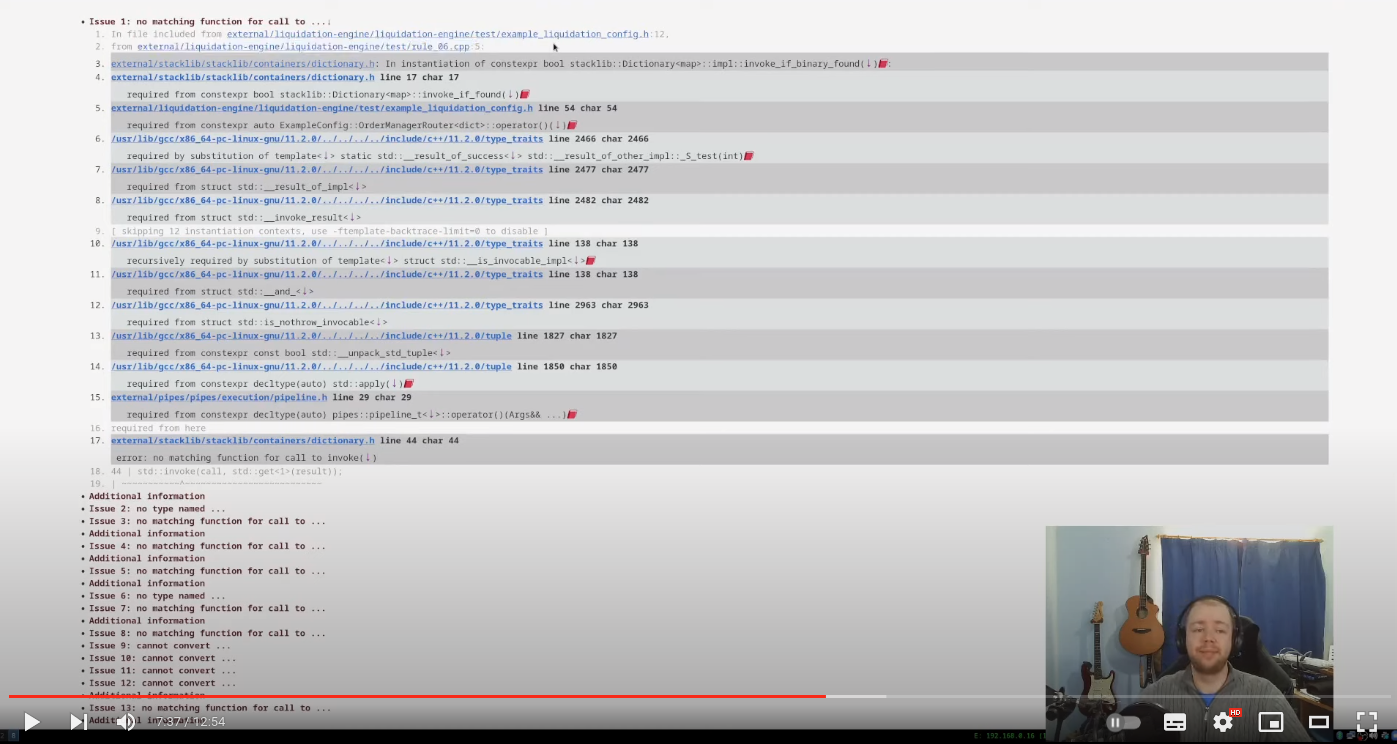 • Issue 1: no matching function for call to ...↓
1. In file included from external/liquidation-engine/liquidation-engine/test/example_liquidation_config.h:12,
2. from external/liquidation-engine/liquidation-engine/test/rule_06.cpp:5:
3. external/stacklib/stacklib/containers/dictionary.h: In instantiation of constexpr bool stacklib::Dictionary<map>::impl::invoke_if_binary_found(↓)📕:
4. external/stacklib/stacklib/containers/dictionary.h line 17 char 17
required from constexpr bool stacklib::Dictionary<map>::invoke_if_found(↓)📕
5. external/liquidation-engine/liquidation-engine/test/example_liquidation_config.h line 54 char 54
required from constexpr auto ExampleConfig::OrderManagerRouter<dict>::operator()(↓)📕
6. /usr/lib/gcc/x86_64-pc-linux-gnu/11.2.0/../../../../include/c++/11.2.0/type_traits line 2466 char 2466
required by substitution of template<↓> static std::__result_of_success<↓> std::__result_of_other_impl::_S_test(int)📕
7. /usr/lib/gcc/x86_64-pc-linux-gnu/11.2.0/../../../../include/c++/11.2.0/type_traits line 2477 char 2477
required from struct std::__result_of_impl<↓>
8. /usr/lib/gcc/x86_64-pc-linux-gnu/11.2.0/../../../../include/c++/11.2.0/type_traits line 2482 char 2482
required from struct std::__invoke_result<↓>
9. [ skipping 12 instantiation contexts, use -ftemplate-backtrace-limit=0 to disable ]
10. /usr/lib/gcc/x86_64-pc-linux-gnu/11.2.0/../../../../include/c++/11.2.0/type_traits line 138 char 138
recursively required by substitution of template<↓> struct std::__is_invocable_impl<↓>📕
11. /usr/lib/gcc/x86_64-pc-linux-gnu/11.2.0/../../../../include/c++/11.2.0/type_traits line 138 char 138
required from struct std::__and_<↓>
12. /usr/lib/gcc/x86_64-pc-linux-gnu/11.2.0/../../../../include/c++/11.2.0/type_traits line 2963 char 2963
required from struct std::is_nothrow_invocable<↓>
13. /usr/lib/gcc/x86_64-pc-linux-gnu/11.2.0/../../../../include/c++/11.2.0/tuple line 1827 char 1827
required from constexpr const bool std::__unpack_std_tuple<↓>
14. /usr/lib/gcc/x86_64-pc-linux-gnu/11.2.0/../../../../include/c++/11.2.0/tuple line 1850 char 1850
required from constexpr decltype(auto) std::apply(↓)📕
15. external/pipes/pipes/execution/pipeline.h line 29 char 29
required from constexpr decltype(auto) pipes::pipeline_t<↓>::operator()(Args&& ...)📕
16. required from here
17. external/stacklib/stacklib/containers/dictionary.h line 44 char 44
error: no matching function for call to invoke(↓)
18. 44 | std::invoke(call, std::get<1>(result));
19. | ~~~~~~~~~~~^~~~~~~~~~~~~~~~~~~~~~~~~~~
• Additional information
• Issue 2: no type named ...
• Issue 3: no matching function for call to ...
• Additional information
• Issue 4: no matching function for call to ...
• Additional information
• Issue 5: no matching function for call to ...
• Additional information
• Issue 6: no type named ...
• Issue 7: no matching function for call to ...
• Additional information
• Issue 8: no matching function for call to ...
• Issue 9: cannot convert ...
• Issue 10: cannot convert ...
• Issue 11: cannot convert ...
• Issue 12: cannot convert ...
• Additional information
• Issue 13: no matching function for call to ...
7:37 / 12:54
HD
E: 192.168.0.16